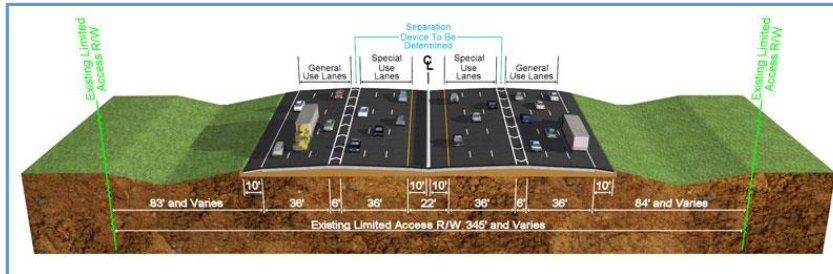 Existing Limited
Access R/W
Separation
Device To Be
Determined
General
Use Lanes
Special
Use
Lanes
CL
Special
Use
Lanes
General
Use Lanes
Existing Limited
Access R/W
10'
10'
10'
10'
83' and Varies
36'
6'
36'
22'
36'
6'
36'
84' and Varies
Existing Limited Access R/W 345' and Varies